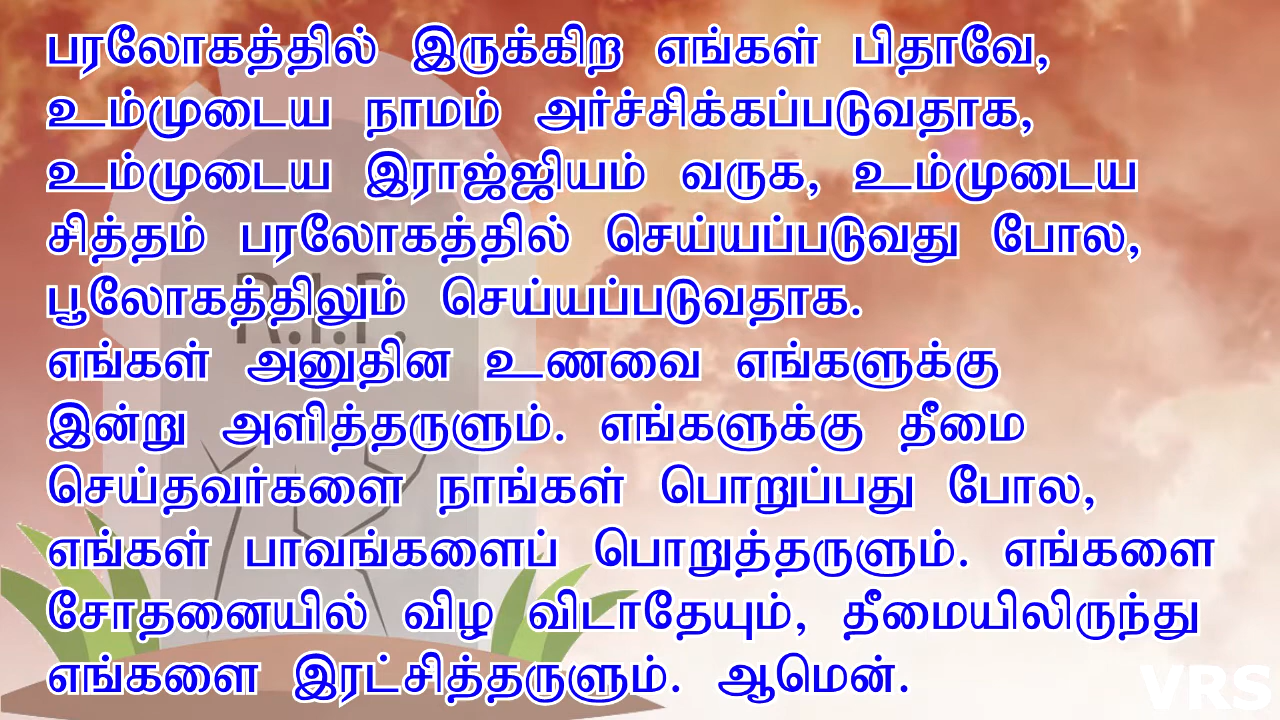 பரலோகத்தில் இருக்கிற எங்கள் பிதாவே,
உம்முடைய நாமம் அர்ச்சிக்கப்படுவதாக,
உம்முடைய இராஜ்ஜியம் வருக, உம்முடைய
சித்தம் பரலோகத்தில் செய்யப்படுவது போல,
பூலோகத்திலும் செய்யப்படுவதாக.
R.I.P.
எங்கள் அனுதின உணவை எங்களுக்கு
இன்று அளித்தருளும். எங்களுக்கு தீமை
செய்தவர்களை நாங்கள் பொறுப்பது போல,
எங்கள் பாவங்களைப் பொறுத்தருளும். எங்களை
சோதனையில் விழ விடாதேயும், தீமையிலிருந்து
எங்களை இரட்சித்தருளும். ஆமென்.
VRS